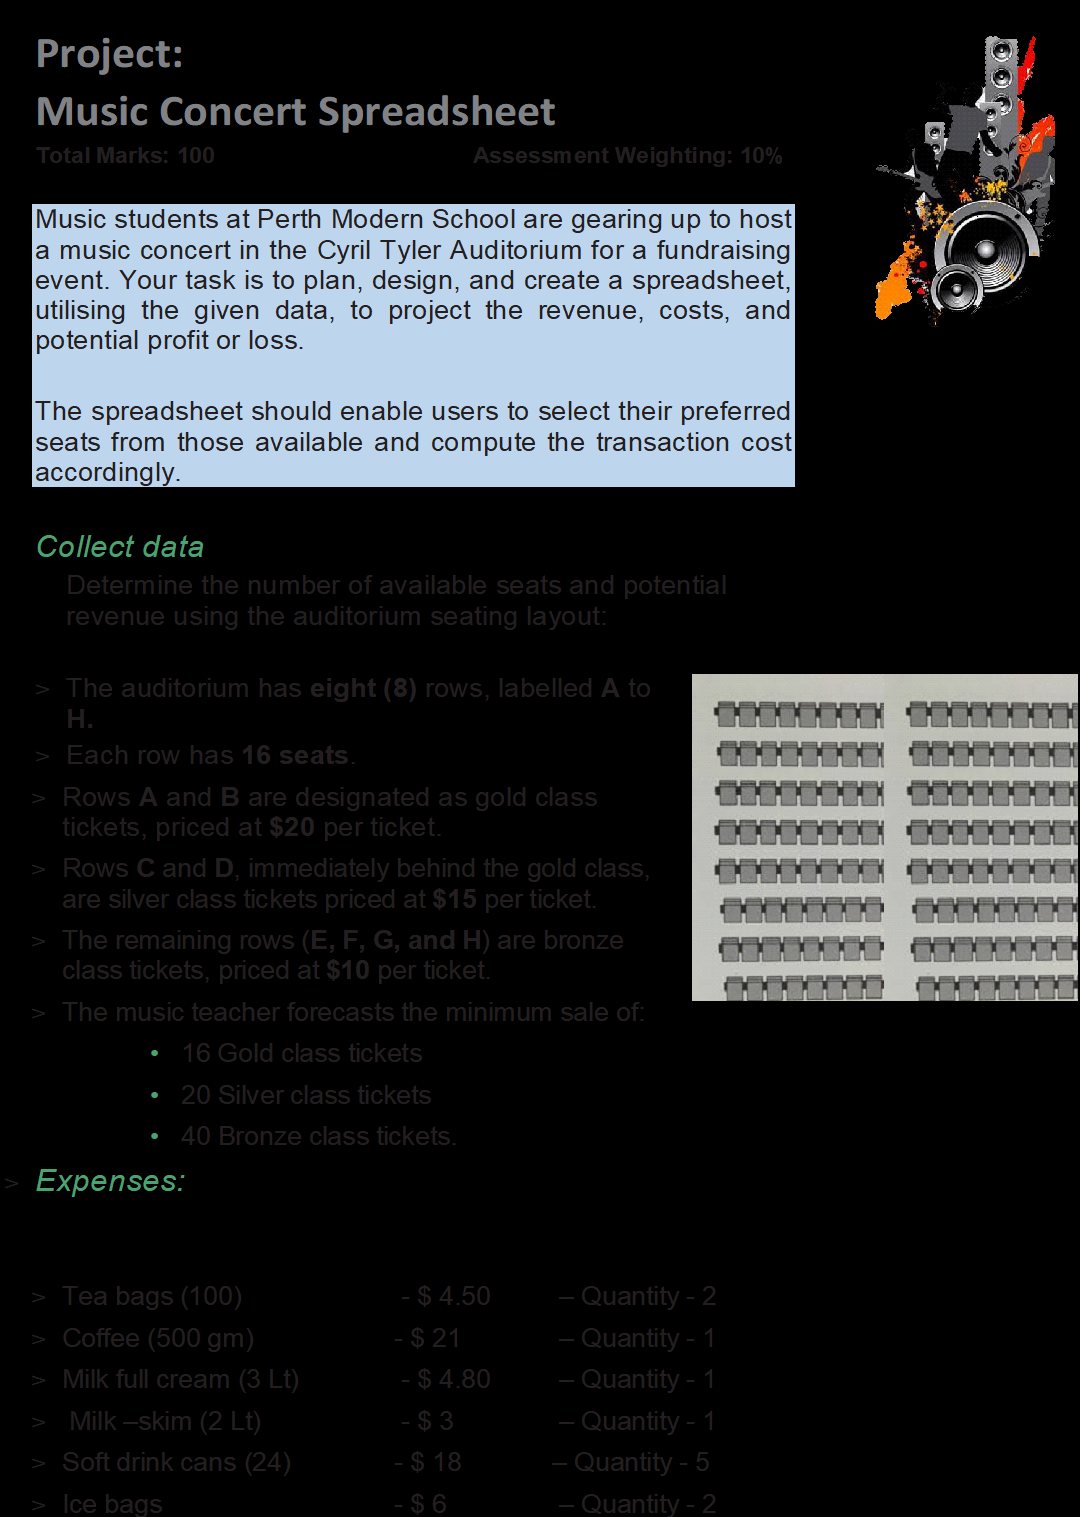 Project:
Music Concert Spreadsheet
Total Marks: 100 Assessment Weighting: 10%
Music students at Perth Modern School are gearing up to host
a music concert in the Cyril Tyler Auditorium for a fundraising
event. Your task is to plan, design, and create a spreadsheet,
utilising the given data, to project the revenue, costs, and
potential profit or loss.
The spreadsheet should enable users to select their preferred
seats from those available and compute the transaction cost
accordingly.
Collect data
Determine the number of available seats and potential
revenue using the auditorium seating layout:
> The auditorium has eight (8) rows, labelled A to
H.
> Each row has 16 seats.
> Rows A and B are designated as gold class
tickets, priced at $20 per ticket.
> Rows C and D, immediately behind the gold class,
are silver class tickets priced at $15 per ticket.
> The remaining rows (E, F, G, and H) are bronze
class tickets, priced at $10 per ticket.
> The music teacher forecasts the minimum sale of:
• 16 Gold class tickets
• 20 Silver class tickets
• 40 Bronze class tickets.
> Expenses:
> Tea bags (100) - $ 4.50 – Quantity - 2
> Coffee (500 gm) - $ 21 – Quantity - 1
> Milk full cream (3 Lt) - $ 4.80 – Quantity - 1
> Milk –skim (2 Lt) - $ 3 – Quantity - 1
> Soft drink cans (24) - $ 18 – Quantity - 5
> Ice bags - $ 6 – Quantity - 2